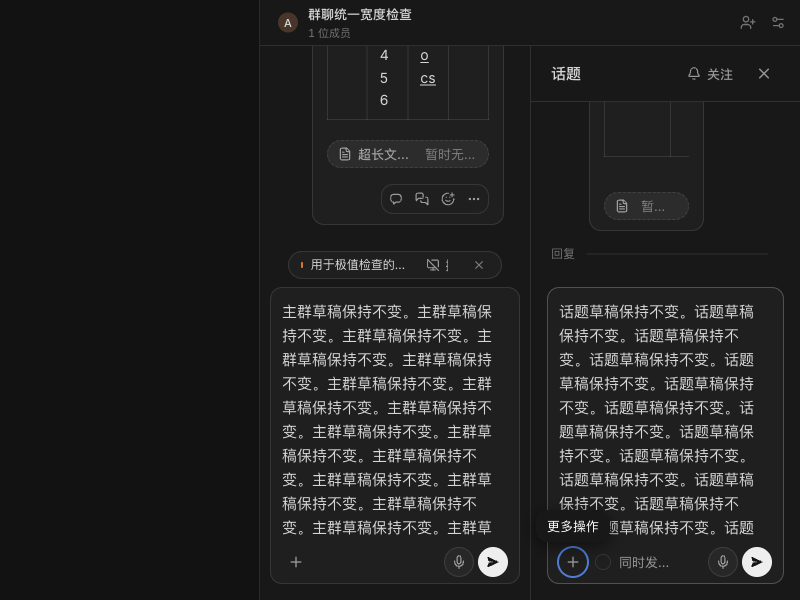 A
群聊统一宽度检查
1 位成员
4
5
6
o
cs
超长文...
暂时无...
用于极值检查的...
主群草稿保持不变。主群草稿保
持不变。主群草稿保持不变。主
群草稿保持不变。主群草稿保持
不变。主群草稿保持不变。主群
草稿保持不变。主群草稿保持不
变。主群草稿保持不变。主群草
稿保持不变。主群草稿保持不
变。主群草稿保持不变。主群草
稿保持不变。主群草稿保持不
变。主群草稿保持不变。主群草
话题
关注
暂...
回复
话题草稿保持不变。话题草稿
保持不变。话题草稿保持不
变。话题草稿保持不变。话题
草稿保持不变。话题草稿保持
不变。话题草稿保持不变。话
题草稿保持不变。话题草稿保
持不变。话题草稿保持不变。
话题草稿保持不变。话题草稿
保持不变。话题草稿保持不
题草稿保持不变。话题
更多操作
同时发...